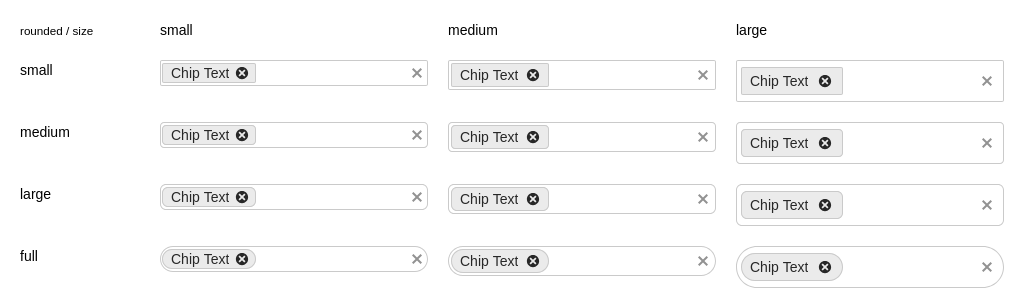 rounded / size small medium large
small Chip Text Chip Text Chip Text
medium Chip Text Chip Text Chip Text
large Chip Text Chip Text Chip Text
full Chip Text Chip Text Chip Text